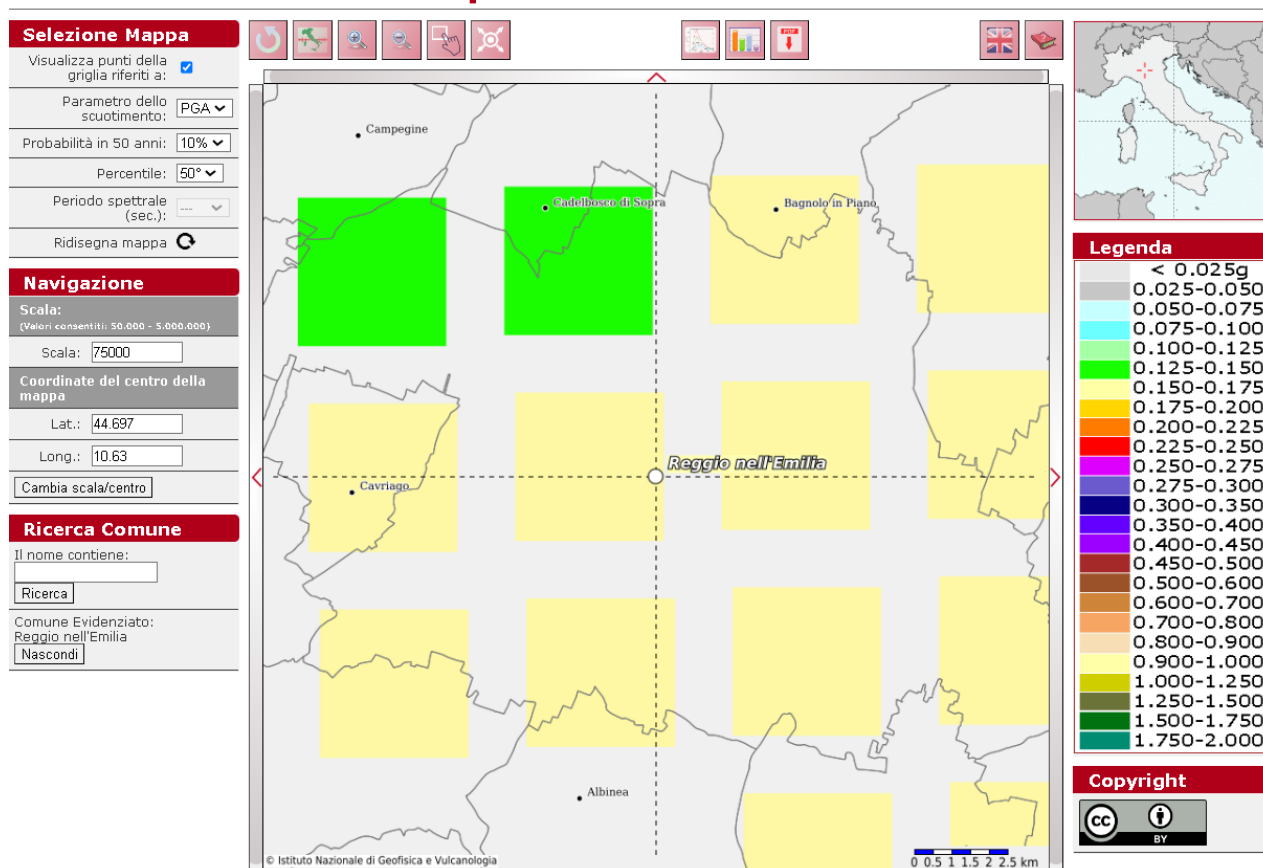 Selezione Mappa
Visualizza punti della
griglia riferiti a:
Parametro dello
scuotimento:
PGA
Probabilità in 50 anni:
10%
Percentile:
50°
Periodo spettrale
(sec.):
---
Ridisegna mappa
Navigazione
Scala:
(Valori consentiti: 50.000 - 5.000.000)
Scala:
75000
Coordinate del centro della
mappa
Lat.:
44.697
Long.:
10.63
Cambia scala/centro
Ricerca Comune
Il nome contiene:
Ricerca
Comune Evidenziato:
Reggio nell'Emilia
Nascondi
PDF
Campegine
Cadelbosco di Sopra
Bagnolo in Piano
Reggio nell'Emilia
Cavriago
Albinea
© Istituto Nazionale di Geofisica e Vulcanologia
0 0.5 1 1.5 2 2.5 km
Legenda
< 0.025g
0.025-0.050
0.050-0.075
0.075-0.100
0.100-0.125
0.125-0.150
0.150-0.175
0.175-0.200
0.200-0.225
0.225-0.250
0.250-0.275
0.275-0.300
0.300-0.350
0.350-0.400
0.400-0.450
0.450-0.500
0.500-0.600
0.600-0.700
0.700-0.800
0.800-0.900
0.900-1.000
1.000-1.250
1.250-1.500
1.500-1.750
1.750-2.000
Copyright
cc
BY